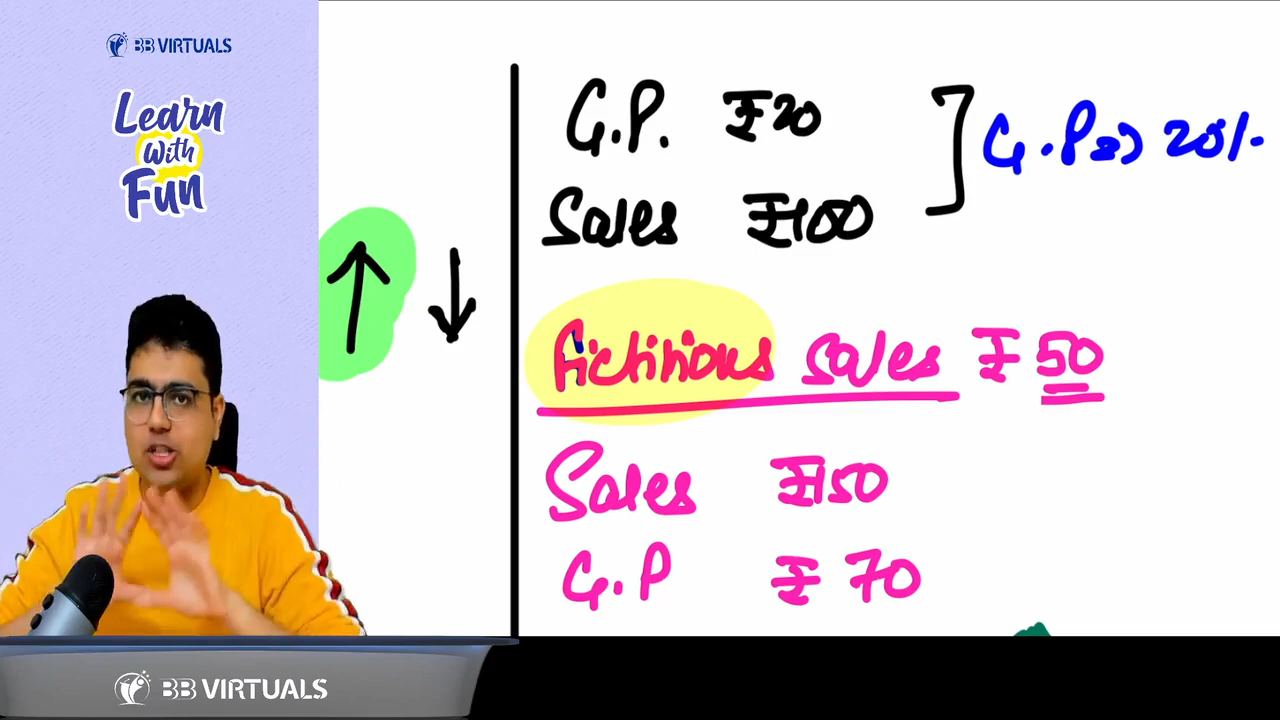 BB VIRTUALS
Learn
With
Fun
G.P. ₹20
Sales ₹100
G.P => 20%
Fictitious sales ₹ 50
Sales ₹150
G.P ₹ 70
BB VIRTUALS